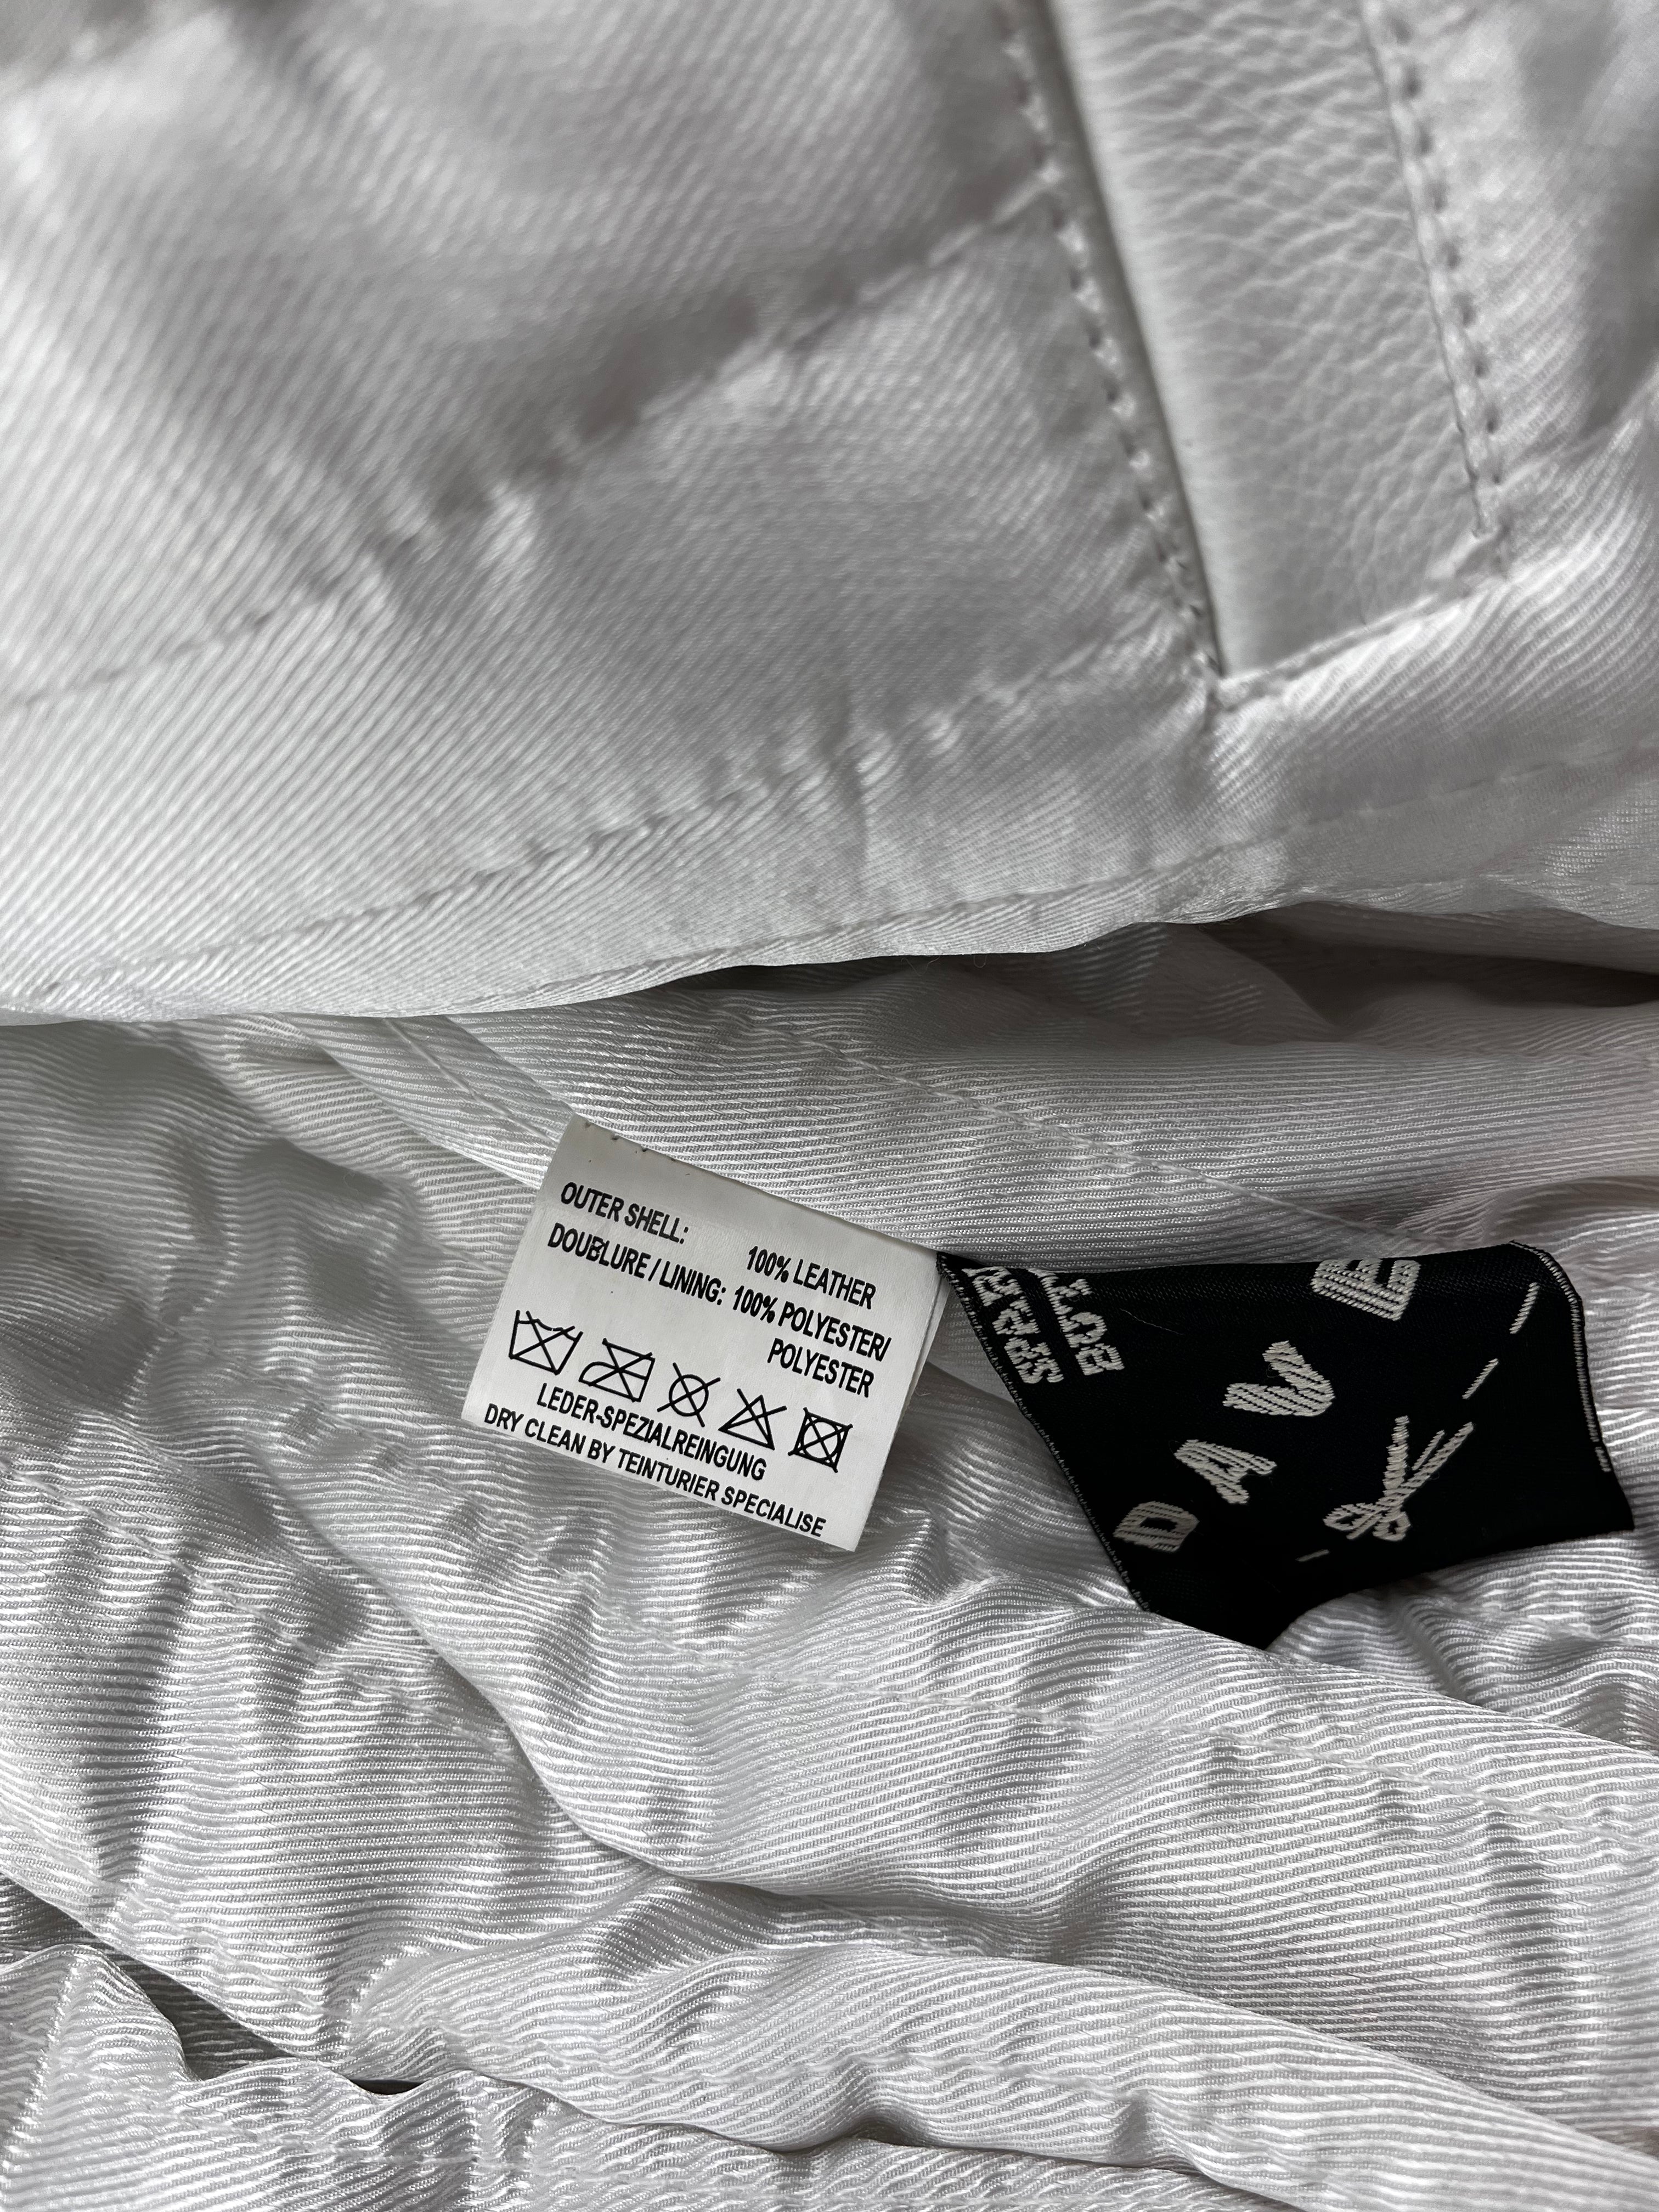 OUTER SHELL:
100% LEATHER
DOUBLURE / LINING: 100% POLYESTER/
POLYESTER
LEDER-SPEZIALREINGUNG
DRY CLEAN BY TEINTURIER SPECIALISE
D A V E